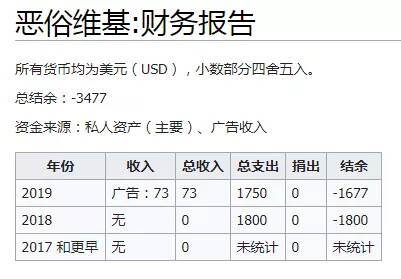 恶俗维基:财务报告
所有货币均为美元（USD），小数部分四舍五入。
总结余：-3477
资金来源：私人资产（主要）、广告收入
年份 收入 总收入 总支出 捐出 结余
2019 广告：73 73 1750 0 -1677
2018 无 0 1800 0 -1800
2017 和更早 无 0 未统计 0 未统计